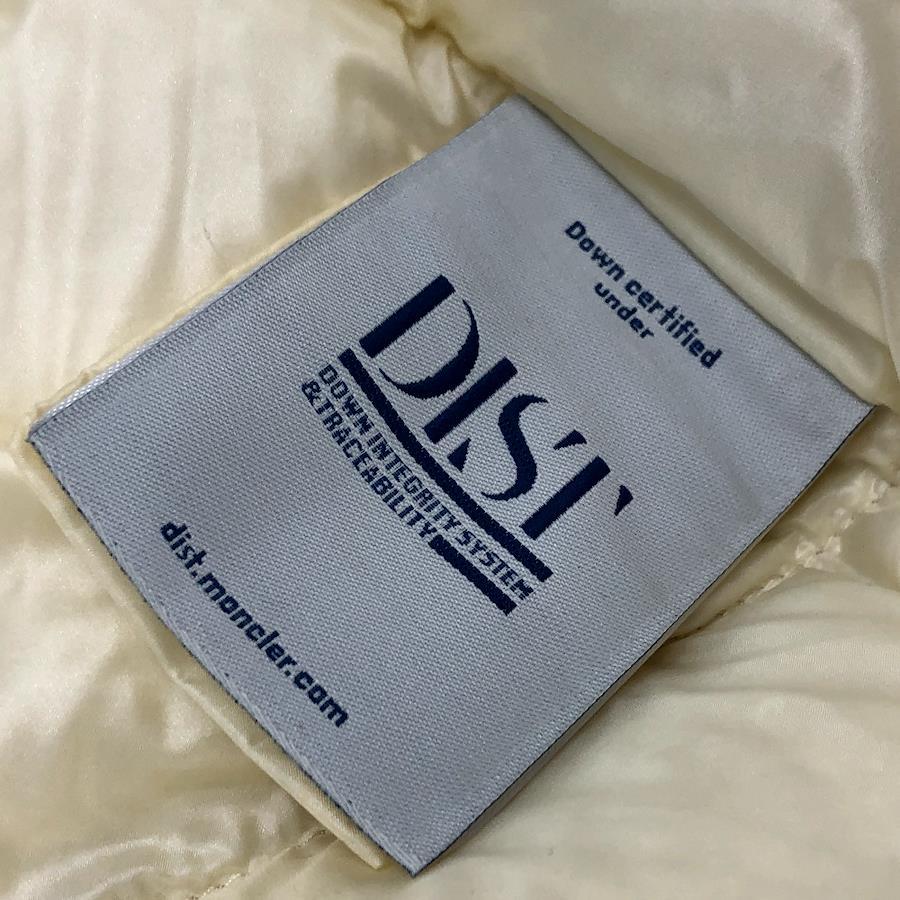 Down certified
under
DIST
DOWN INTEGRITY SYSTEM
&TRACEABILITY
dist.moncler.com